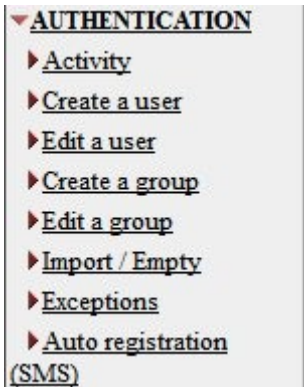 AUTHENTICATION
Activity
Create a user
Edit a user
Create a group
Edit a group
Import / Empty
Exceptions
Auto registration
(SMS)